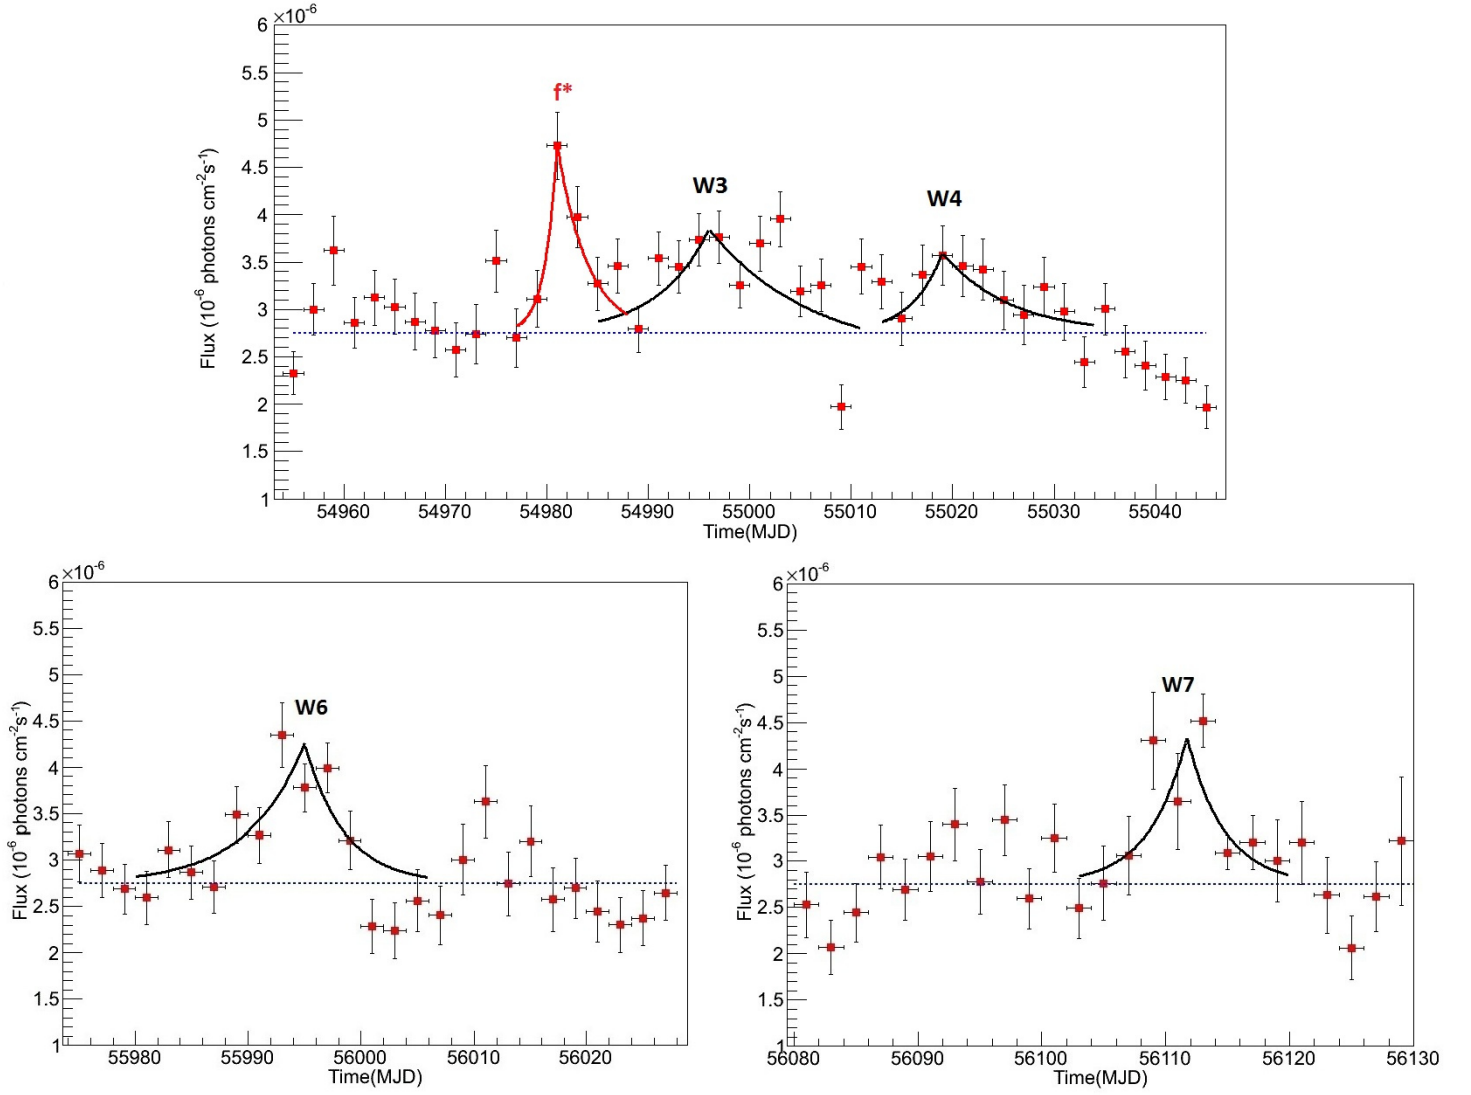 ×10⁻⁶
6
5.5
5
4.5
4
3.5
3
2.5
2
1.5
1
Flux (10⁻⁶ photons cm⁻²s⁻¹)
f*
W3
W4
54960 54970 54980 54990 55000 55010 55020 55030 55040
Time(MJD)
×10⁻⁶
6
5.5
5
4.5
4
3.5
3
2.5
2
1.5
1
Flux (10⁻⁶ photons cm⁻²s⁻¹)
W6
55980 55990 56000 56010 56020
Time(MJD)
×10⁻⁶
6
5.5
5
4.5
4
3.5
3
2.5
2
1.5
1
Flux (10⁻⁶ photons cm⁻²s⁻¹)
W7
56080 56090 56100 56110 56120 56130
Time(MJD)